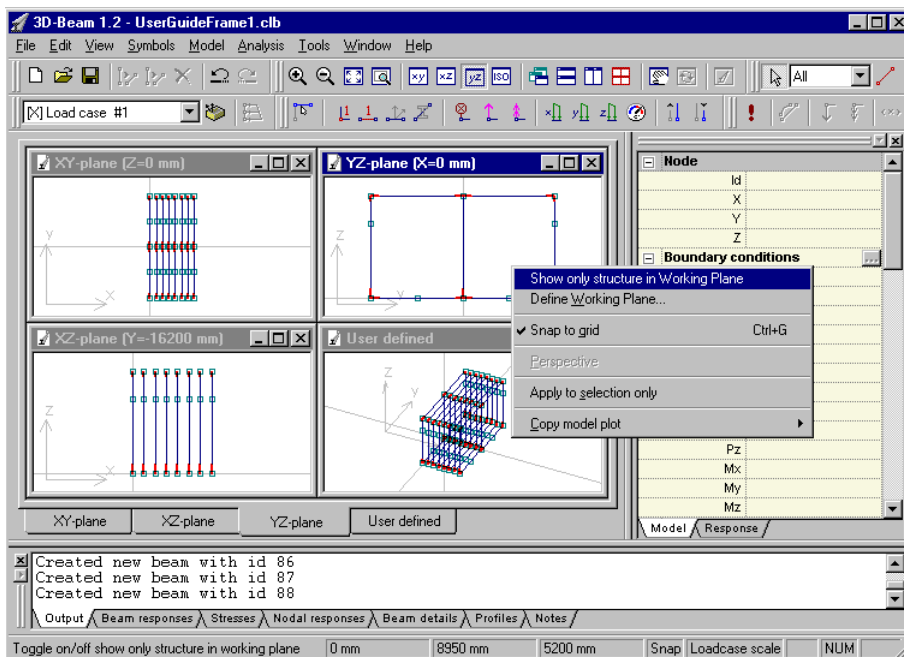 3D-Beam 1.2 - UserGuideFrame1.clb
File Edit View Symbols Model Analysis Tools Window Help
xy xz yz ISO All
[X] Load case #1
XY-plane (Z=0 mm)
YZ-plane (X=0 mm)
Node
Id
X
Y
Z
Boundary conditions
y
x
z
y
Show only structure in Working Plane
Define Working Plane...
Snap to grid Ctrl+G
Perspective
Apply to selection only
Copy model plot
XZ-plane (Y=-16200 mm)
User defined
z
x
z
y
Pz
Mx
My
Mz
XY-plane XZ-plane YZ-plane User defined
Model Response
Created new beam with id 86
Created new beam with id 87
Created new beam with id 88
Output Beam responses Stresses Nodal responses Beam details Profiles Notes
Toggle on/off show only structure in working plane 0 mm 8950 mm 5200 mm Snap Loadcase scale NUM